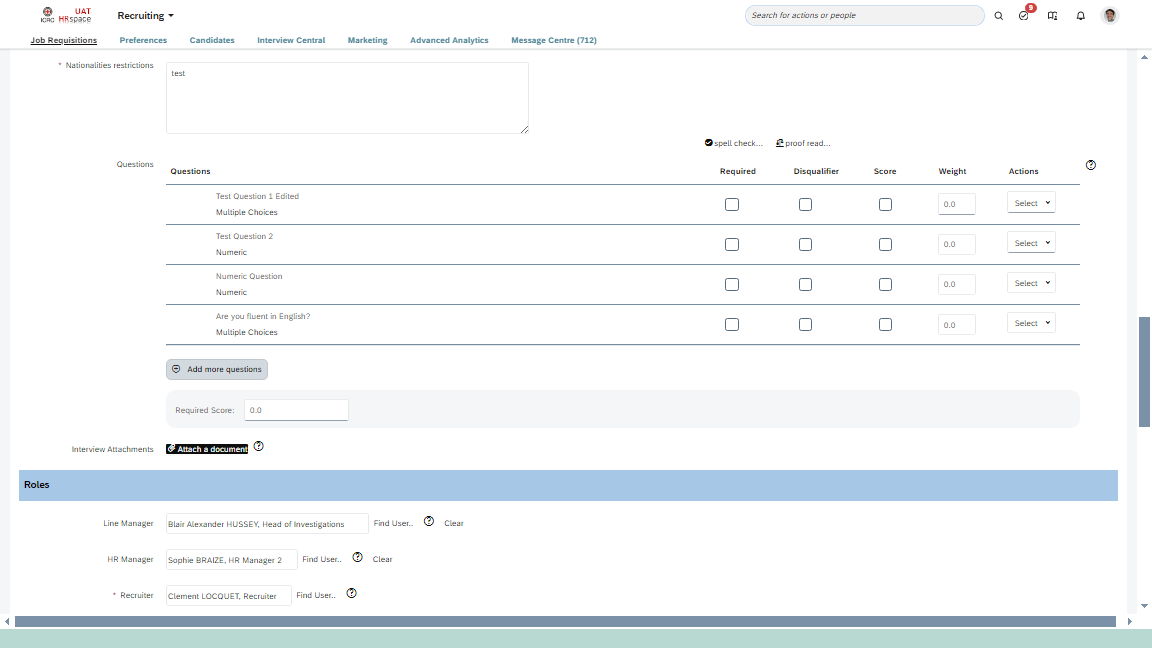 ICRC UAT HRspace
Recruiting
Search for actions or people
9
Job Requisitions Preferences Candidates Interview Central Marketing Advanced Analytics Message Centre (712)
* Nationalities restrictions
test
spell check... proof read...
Questions
Questions Required Disqualifier Score Weight Actions
Test Question 1 Edited
Multiple Choices
0.0 Select
Test Question 2
Numeric
0.0 Select
Numeric Question
Numeric
0.0 Select
Are you fluent in English?
Multiple Choices
0.0 Select
Add more questions
Required Score: 0.0
Interview Attachments Attach a document
Roles
Line Manager Blair Alexander HUSSEY, Head of Investigations Find User.. Clear
HR Manager Sophie BRAIZE, HR Manager 2 Find User.. Clear
* Recruiter Clement LOCQUET, Recruiter Find User..